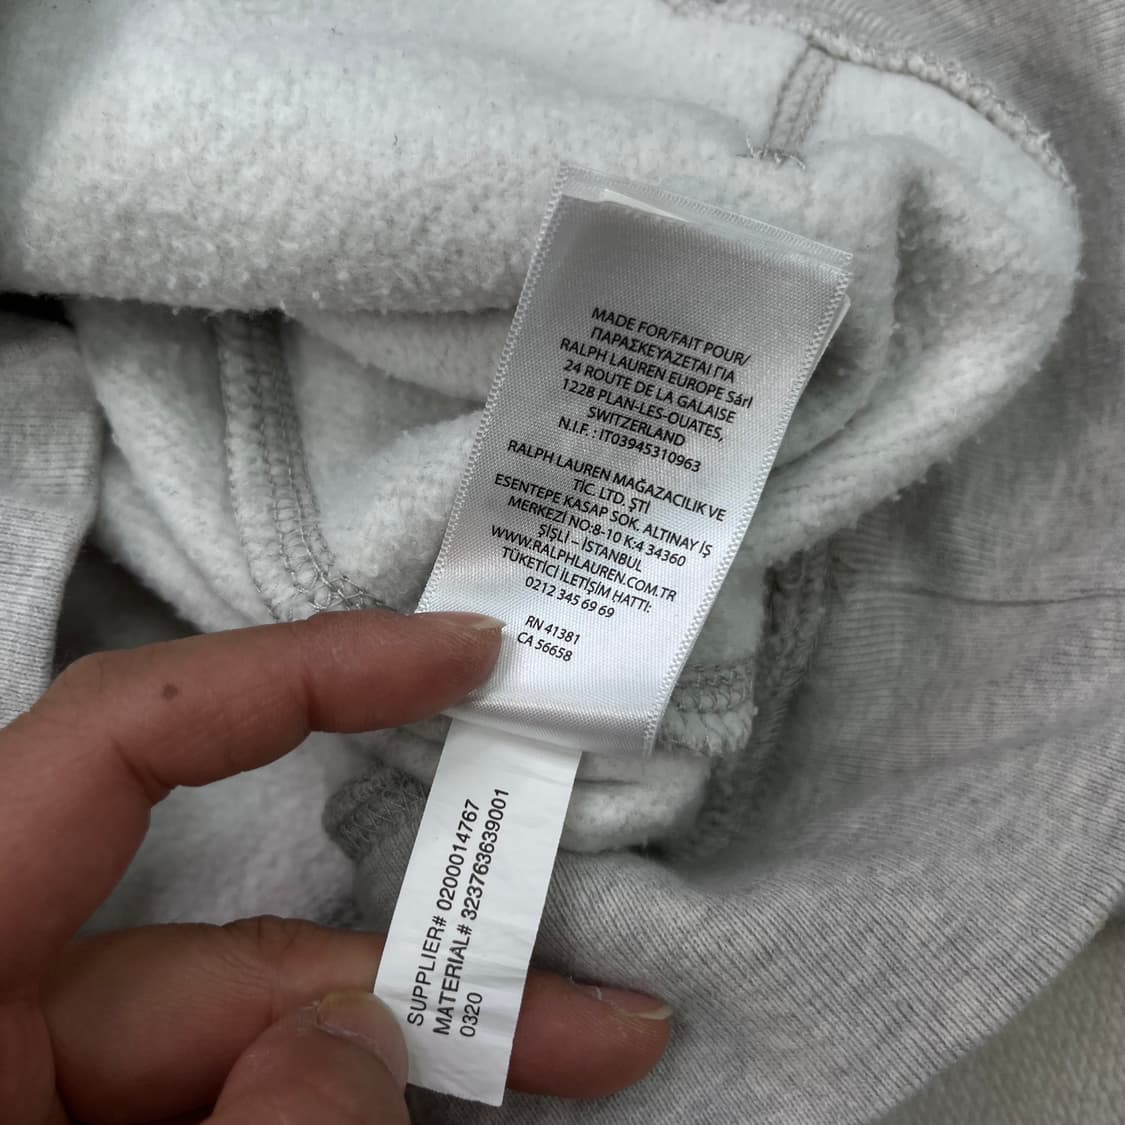 MADE FOR/FAIT POUR/
ΠΑΡΑΣΚΕΥΑΖΕΤΑΙ ΓΙΑ
RALPH LAUREN EUROPE Sárl
24 ROUTE DE LA GALAISE
1228 PLAN-LES-OUATES,
SWITZERLAND
N.I.F. : IT03945310963
RALPH LAUREN MAĞAZACILIK VE
TİC. LTD. ŞTİ
ESENTEPE KASAP SOK. ALTINAY İŞ
MERKEZİ NO:8-10 K:4 34360
ŞİŞLİ – İSTANBUL
WWW.RALPHLAUREN.COM.TR
TÜKETİCİ İLETİŞİM HATTI:
0212 345 69 69
RN 41381
CA 56658
SUPPLIER# 0200014767
MATERIAL# 323763639001
0320